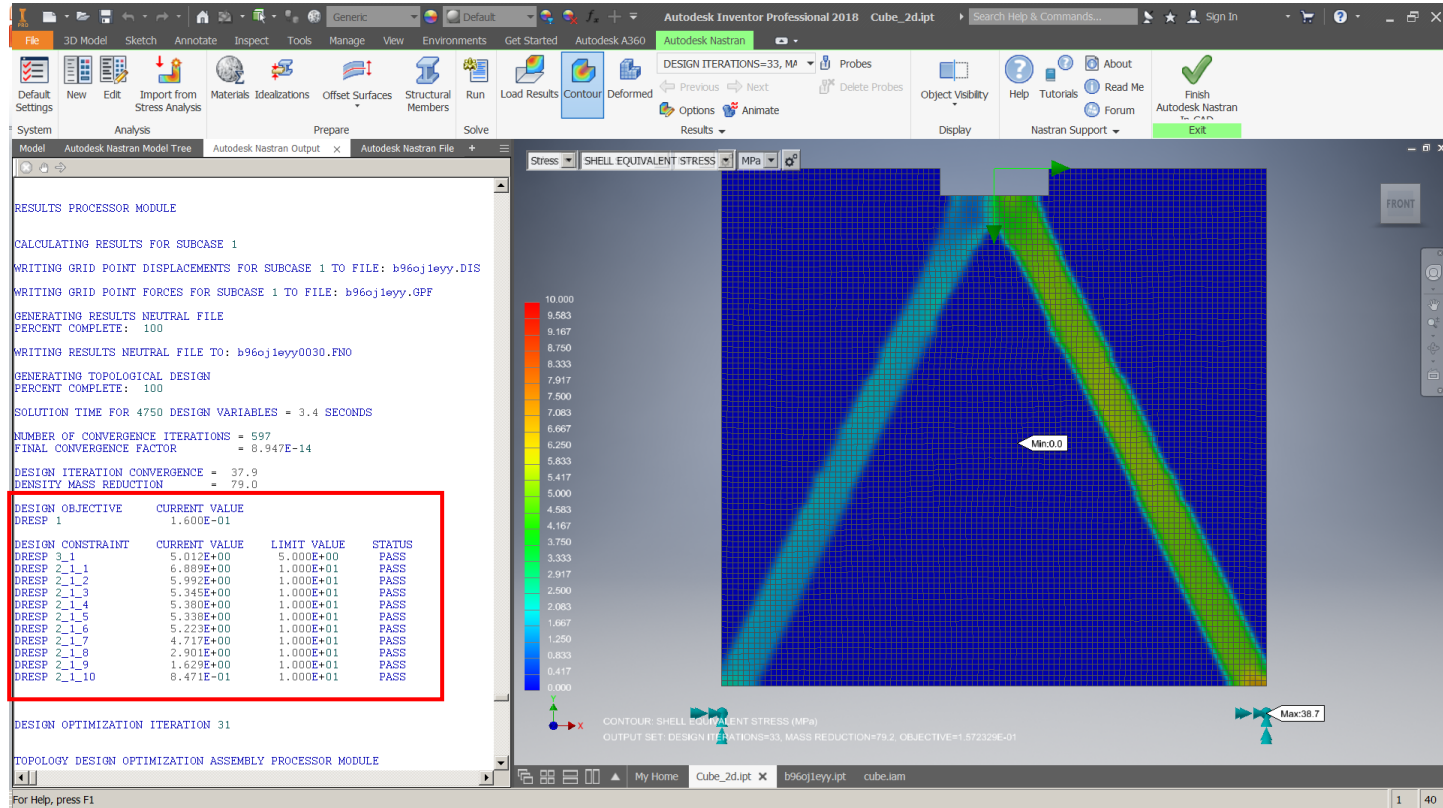 PRO
Generic
Default
Autodesk Inventor Professional 2018 Cube_2d.ipt
Search Help & Commands...
Sign In
File 3D Model Sketch Annotate Inspect Tools Manage View Environments Get Started Autodesk A360 Autodesk Nastran
Default Settings
New
Edit
Import from Stress Analysis
Materials
Idealizations
Offset Surfaces
Structural Members
Run
Load Results
Contour
Deformed
DESIGN ITERATIONS=33, MA
Previous Next
Options Animate
Probes
Delete Probes
Object Visibility
Help
Tutorials
About
Read Me
Forum
Finish
Autodesk Nastran
In-CAD
System Analysis Prepare Solve Results Display Nastran Support Exit
Model Autodesk Nastran Model Tree Autodesk Nastran Output x Autodesk Nastran File +
Stress SHELL EQUIVALENT STRESS MPa
RESULTS PROCESSOR MODULE
CALCULATING RESULTS FOR SUBCASE 1
WRITING GRID POINT DISPLACEMENTS FOR SUBCASE 1 TO FILE: b96oj1eyy.DIS
WRITING GRID POINT FORCES FOR SUBCASE 1 TO FILE: b96oj1eyy.GPF
GENERATING RESULTS NEUTRAL FILE
PERCENT COMPLETE: 100
WRITING RESULTS NEUTRAL FILE TO: b96oj1eyy0030.FNO
GENERATING TOPOLOGICAL DESIGN
PERCENT COMPLETE: 100
SOLUTION TIME FOR 4750 DESIGN VARIABLES = 3.4 SECONDS
NUMBER OF CONVERGENCE ITERATIONS = 597
FINAL CONVERGENCE FACTOR = 8.947E-14
DESIGN ITERATION CONVERGENCE = 37.9
DENSITY MASS REDUCTION = 79.0
DESIGN OBJECTIVE CURRENT VALUE
DRESP 1 1.600E-01
DESIGN CONSTRAINT CURRENT VALUE LIMIT VALUE STATUS
DRESP 3_1 5.012E+00 5.000E+00 PASS
DRESP 2_1_1 6.889E+00 1.000E+01 PASS
DRESP 2_1_2 5.992E+00 1.000E+01 PASS
DRESP 2_1_3 5.345E+00 1.000E+01 PASS
DRESP 2_1_4 5.380E+00 1.000E+01 PASS
DRESP 2_1_5 5.338E+00 1.000E+01 PASS
DRESP 2_1_6 5.223E+00 1.000E+01 PASS
DRESP 2_1_7 4.717E+00 1.000E+01 PASS
DRESP 2_1_8 2.901E+00 1.000E+01 PASS
DRESP 2_1_9 1.629E+00 1.000E+01 PASS
DRESP 2_1_10 8.471E-01 1.000E+01 PASS
DESIGN OPTIMIZATION ITERATION 31
TOPOLOGY DESIGN OPTIMIZATION ASSEMBLY PROCESSOR MODULE
10.000
9.583
9.167
8.750
8.333
7.917
7.500
7.083
6.667
6.250
5.833
5.417
5.000
4.583
4.167
3.750
3.333
2.917
2.500
2.083
1.667
1.250
0.833
0.417
0.000
FRONT
Min:0.0
Max:38.7
Y
X
CONTOUR: SHELL EQUIVALENT STRESS (MPa)
OUTPUT SET: DESIGN ITERATIONS=33, MASS REDUCTION=79.2, OBJECTIVE=1.572329E-01
My Home Cube_2d.ipt b96oj1eyy.ipt cube.iam
For Help, press F1
1 40